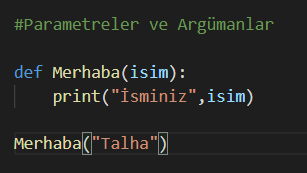 #Parametreler ve Argümanlar
def Merhaba(isim):
print("İsminiz",isim)
Merhaba("Talha")